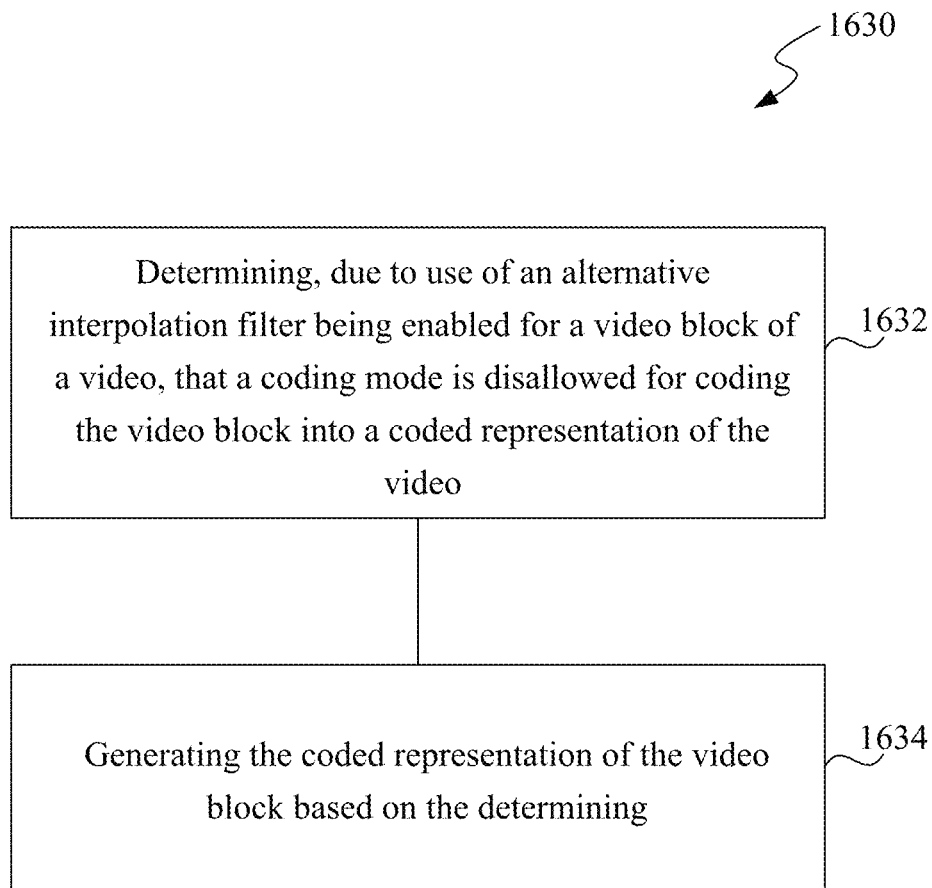 1630
Determining, due to use of an alternative
interpolation filter being enabled for a video block of
a video, that a coding mode is disallowed for coding
the video block into a coded representation of the
video
1632
Generating the coded representation of the video
block based on the determining
1634